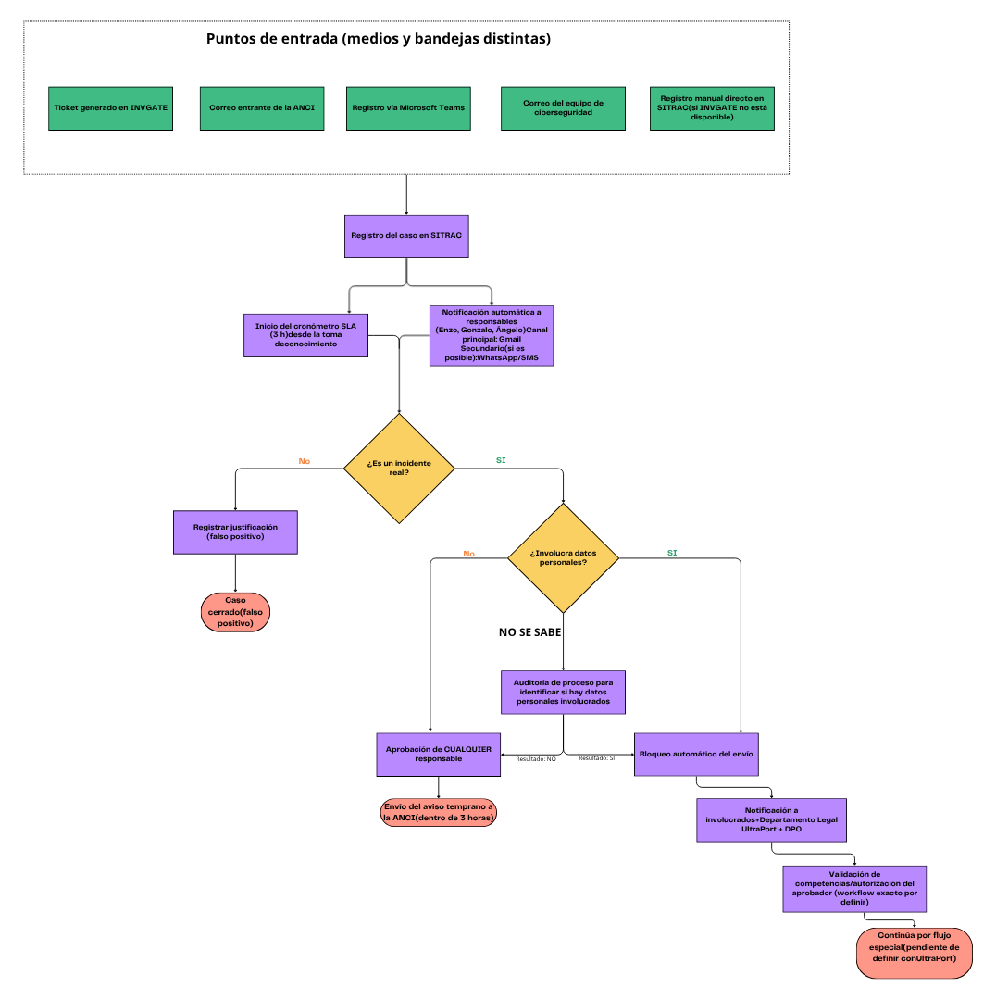 Puntos de entrada (medios y bandejas distintas)
Ticket generado en INVGATE
Correo entrante de la ANCI
Registro vía Microsoft Teams
Correo del equipo de
ciberseguridad
Registro manual directo en
SITRAC(si INVGATE no está
disponible)
Registro del caso en SITRAC
Inicio del cronómetro SLA
(3 h)desde la toma
deconocimiento
Notificación automática a
responsables
(Enzo, Gonzalo, Ángelo)Canal
principal: Gmail
Secundario(si es
posible):WhatsApp/SMS
¿Es un incidente
real?
No
SI
Registrar justificación
(falso positivo)
Caso
cerrado(falso
positivo)
¿Involucra datos
personales?
No
SI
NO SE SABE
Auditoria de proceso para
identificar si hay datos
personales involucrados
Resultado: NO
Resultado: SI
Aprobación de CUALQUIER
responsable
Envío del aviso temprano a
la ANCI(dentro de 3 horas)
Bloqueo automático del envío
Notificación a
involucrados+Departamento Legal
UltraPort + DPO
Validación de
competencias/autorización del
aprobador (workflow exacto por
definir)
Continúa por flujo
especial(pendiente de
definir conUltraPort)